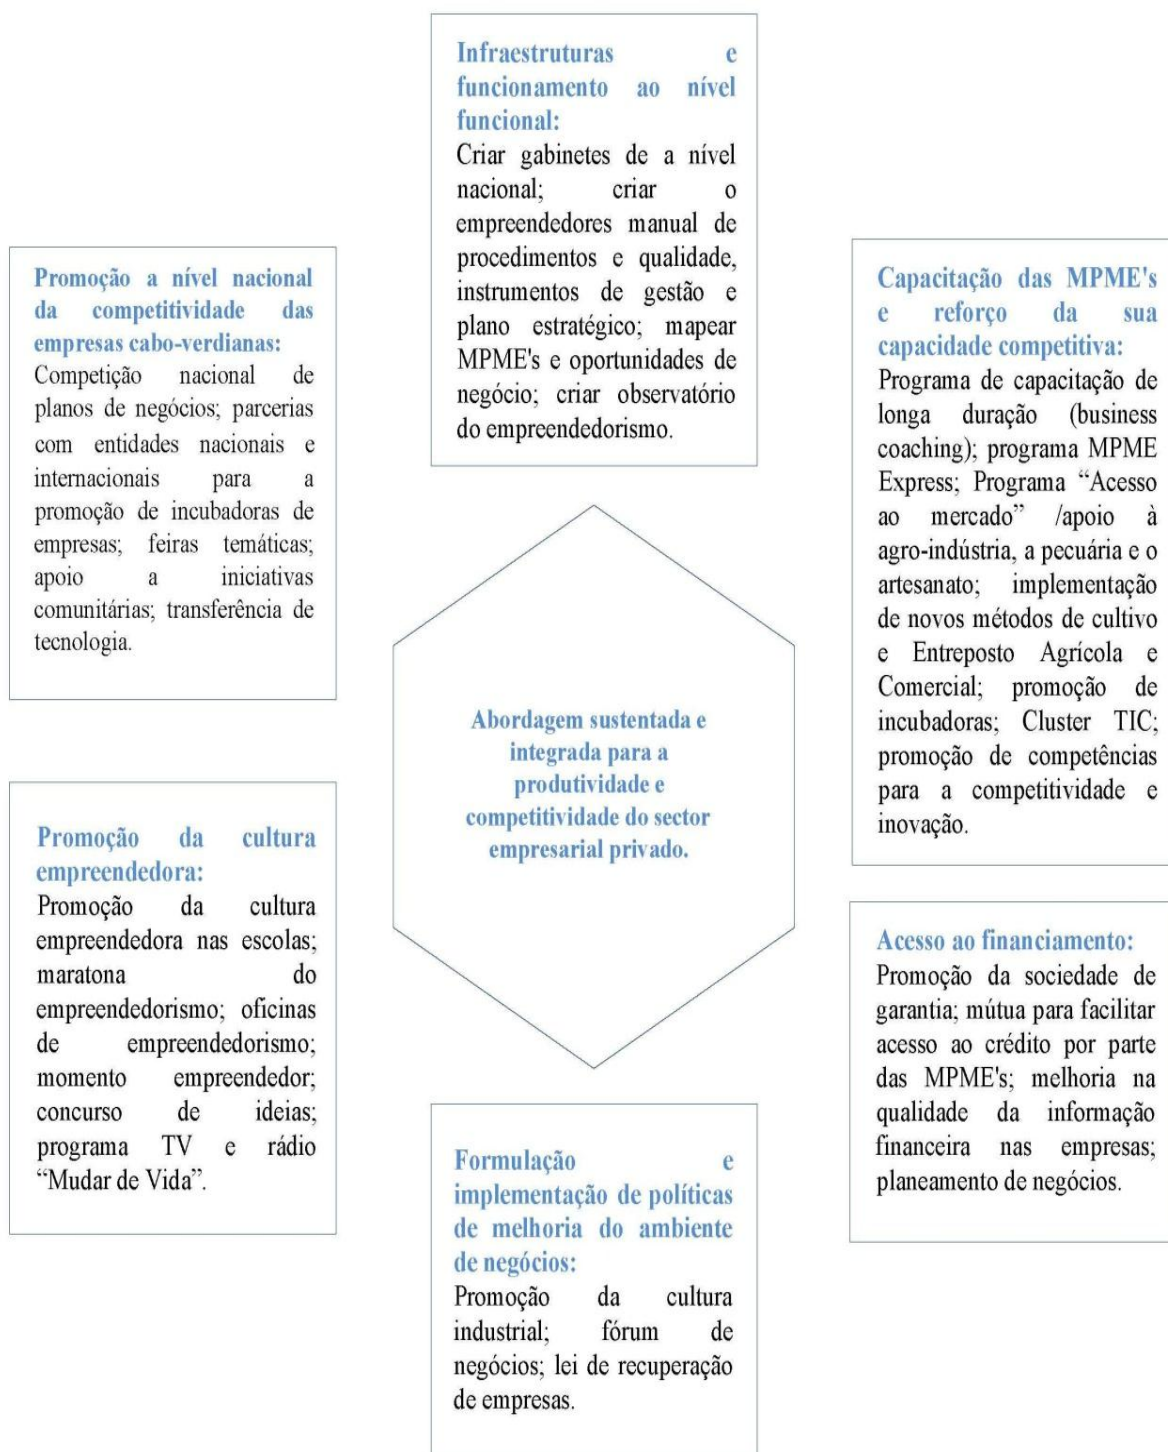 Infraestruturas e
funcionamento ao nível
funcional:
Criar gabinetes de a nível
nacional; criar o
empreendedores manual de
procedimentos e qualidade,
instrumentos de gestão e
plano estratégico; mapear
MPME's e oportunidades de
negócio; criar observatório
do empreendedorismo.
Promoção a nível nacional
da competitividade das
empresas cabo-verdianas:
Competição nacional de
planos de negócios; parcerias
com entidades nacionais e
internacionais para a
promoção de incubadoras de
empresas; feiras temáticas;
apoio a iniciativas
comunitárias; transferência de
tecnologia.
Capacitação das MPME's
e reforço da sua
capacidade competitiva:
Programa de capacitação de
longa duração (business
coaching); programa MPME
Express; Programa “Acesso
ao mercado” /apoio à
agro-indústria, a pecuária e o
artesanato; implementação
de novos métodos de cultivo
e Entreposto Agrícola e
Comercial; promoção de
incubadoras; Cluster TIC;
promoção de competências
para a competitividade e
inovação.
Abordagem sustentada e
integrada para a
produtividade e
competitividade do sector
empresarial privado.
Promoção da cultura
empreendedora:
Promoção da cultura
empreendedora nas escolas;
maratona do
empreendedorismo; oficinas
de empreendedorismo;
momento empreendedor;
concurso de ideias;
programa TV e rádio
“Mudar de Vida”.
Acesso ao financiamento:
Promoção da sociedade de
garantia; mútua para facilitar
acesso ao crédito por parte
das MPME's; melhoria na
qualidade da informação
financeira nas empresas;
planeamento de negócios.
Formulação e
implementação de políticas
de melhoria do ambiente
de negócios:
Promoção da cultura
industrial; fórum de
negócios; lei de recuperação
de empresas.